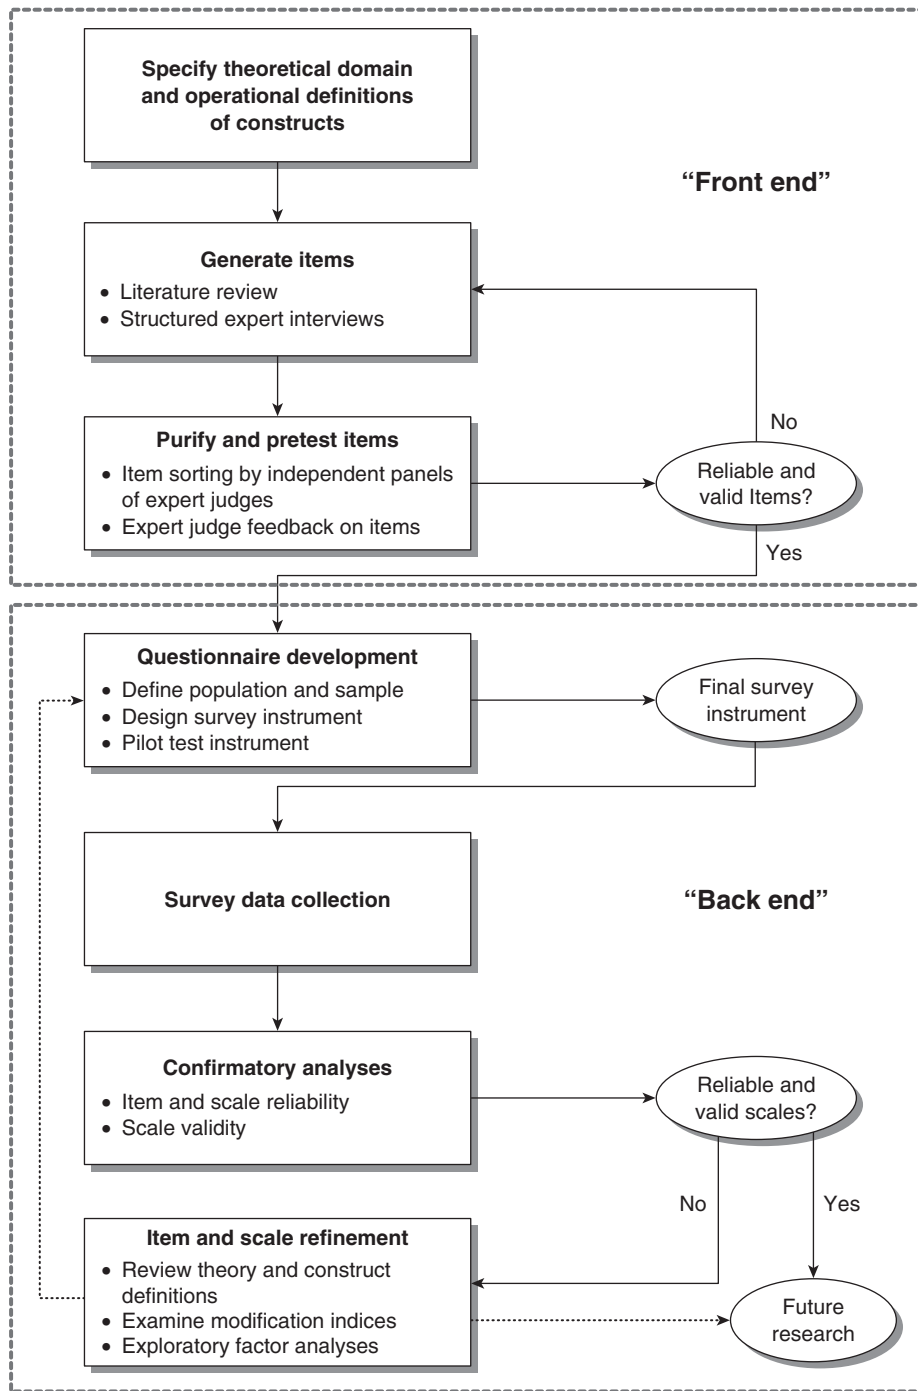 Specify theoretical domain
and operational definitions
of constructs
“Front end”
Generate items
• Literature review
• Structured expert interviews
No
Purify and pretest items
• Item sorting by independent panels
of expert judges
• Expert judge feedback on items
Reliable and
valid Items?
Yes
Questionnaire development
• Define population and sample
• Design survey instrument
• Pilot test instrument
Final survey
instrument
Survey data collection
“Back end”
Confirmatory analyses
• Item and scale reliability
• Scale validity
Reliable and
valid scales?
No
Yes
Item and scale refinement
• Review theory and construct
definitions
• Examine modification indices
• Exploratory factor analyses
Future
research